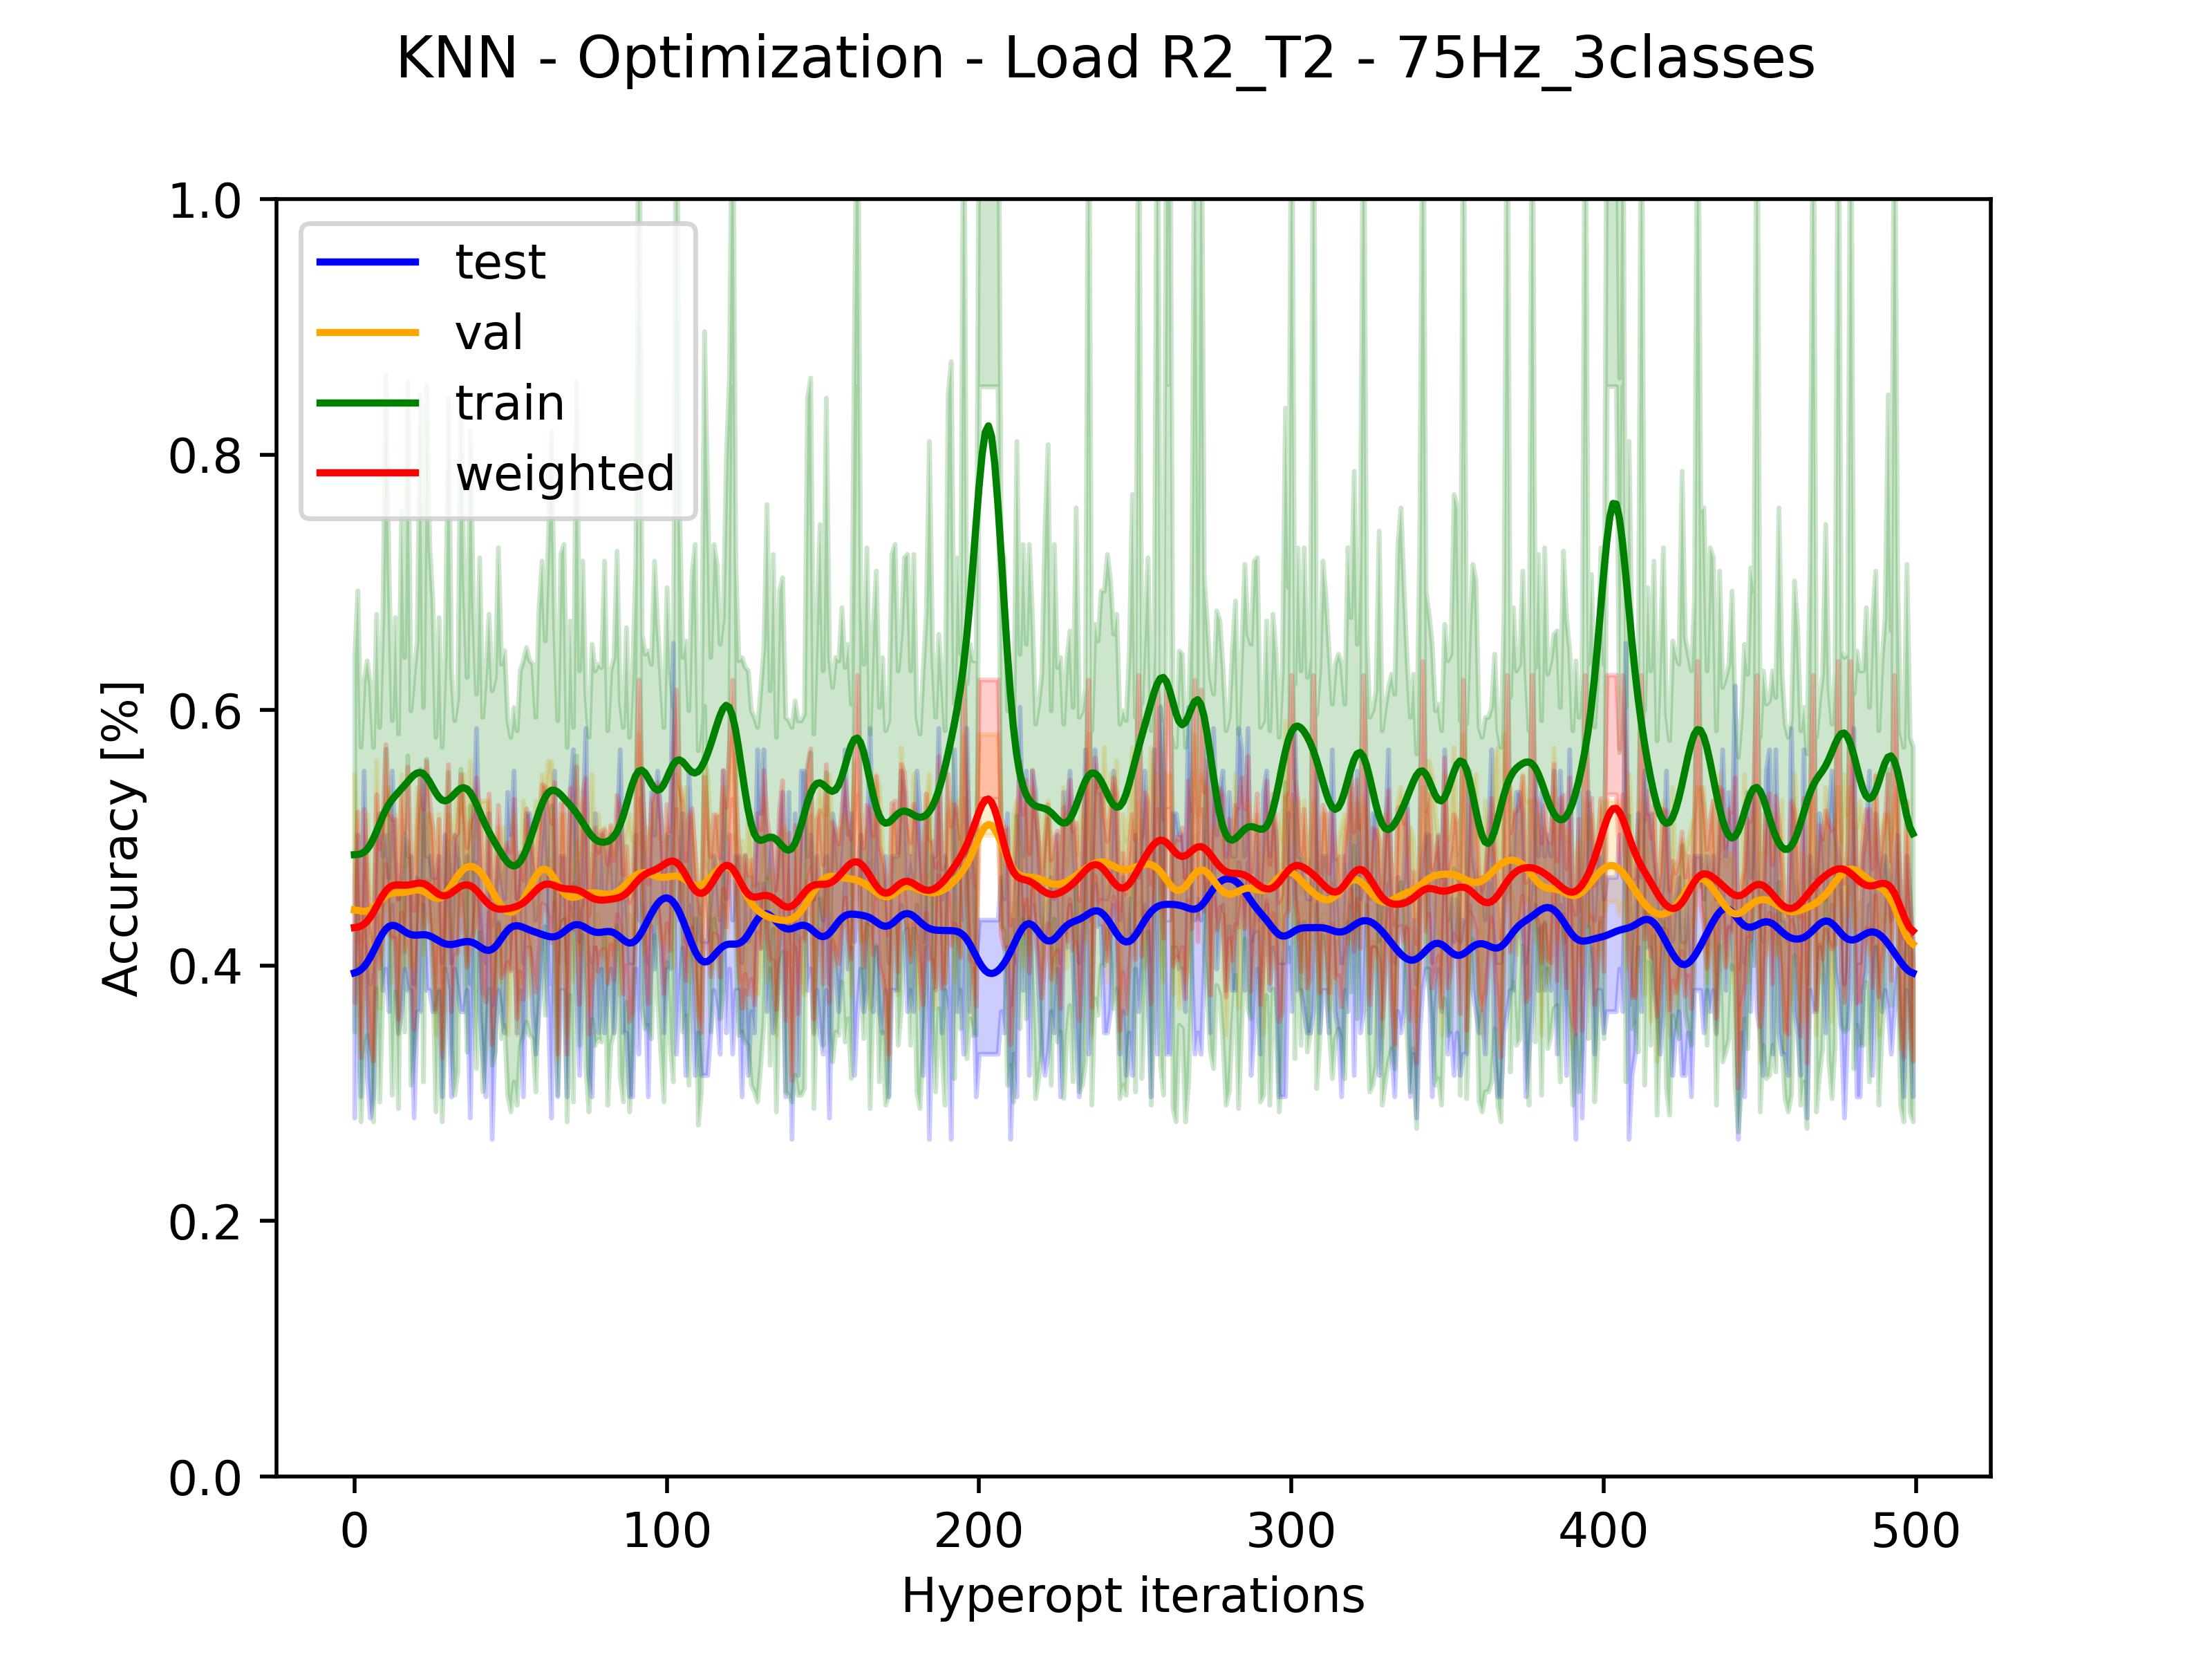 KNN - Optimization - Load R2_T2 - 75Hz_3classes
1.0
0.8
0.6
0.4
0.2
0.0
Accuracy [%]
test
val
train
weighted
0 100 200 300 400 500
Hyperopt iterations